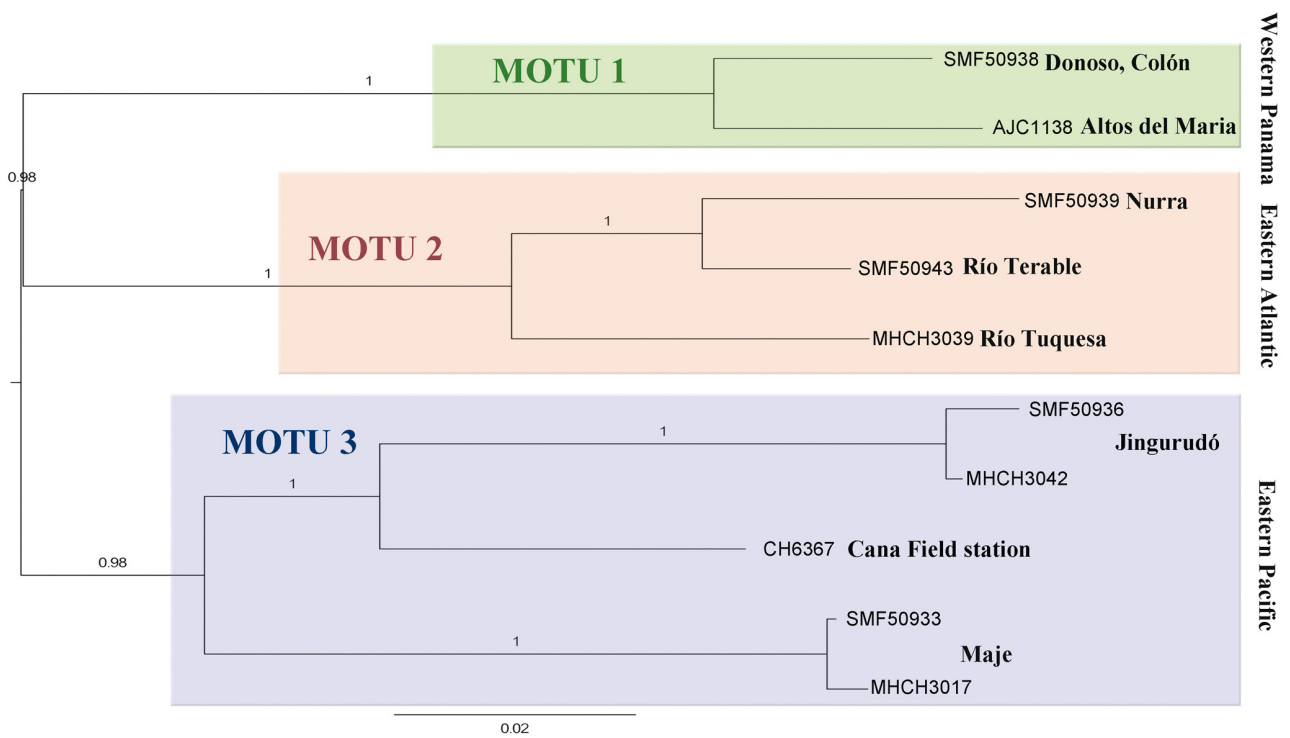 MOTU 1
1
SMF50938 Donoso, Colón
AJC1138 Altos del Maria
Western Panama
0.98
MOTU 2
1
1
SMF50939 Nurra
SMF50943 Río Terable
MHCH3039 Río Tuquesa
Eastern Atlantic
MOTU 3
0.98
1
1
SMF50936
Jingurudó
MHCH3042
CH6367 Cana Field station
1
SMF50933
Maje
MHCH3017
Eastern Pacific
0.02